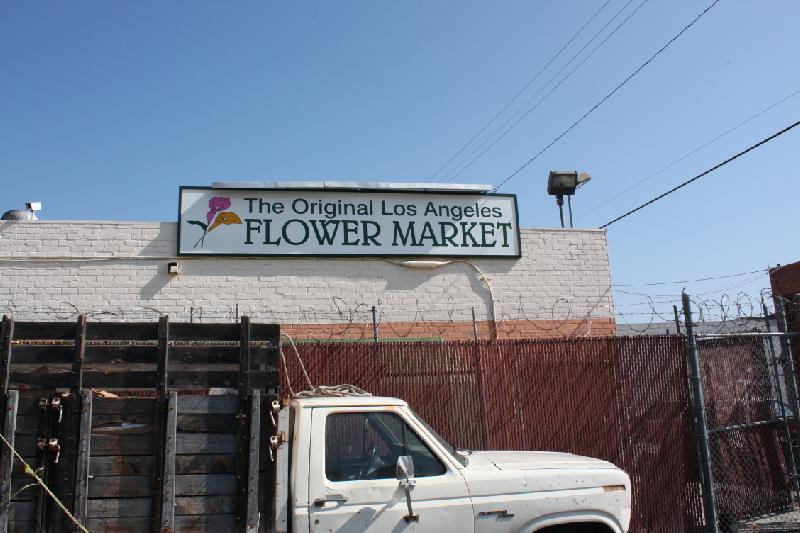 The Original Los Angeles
FLOWER MARKET